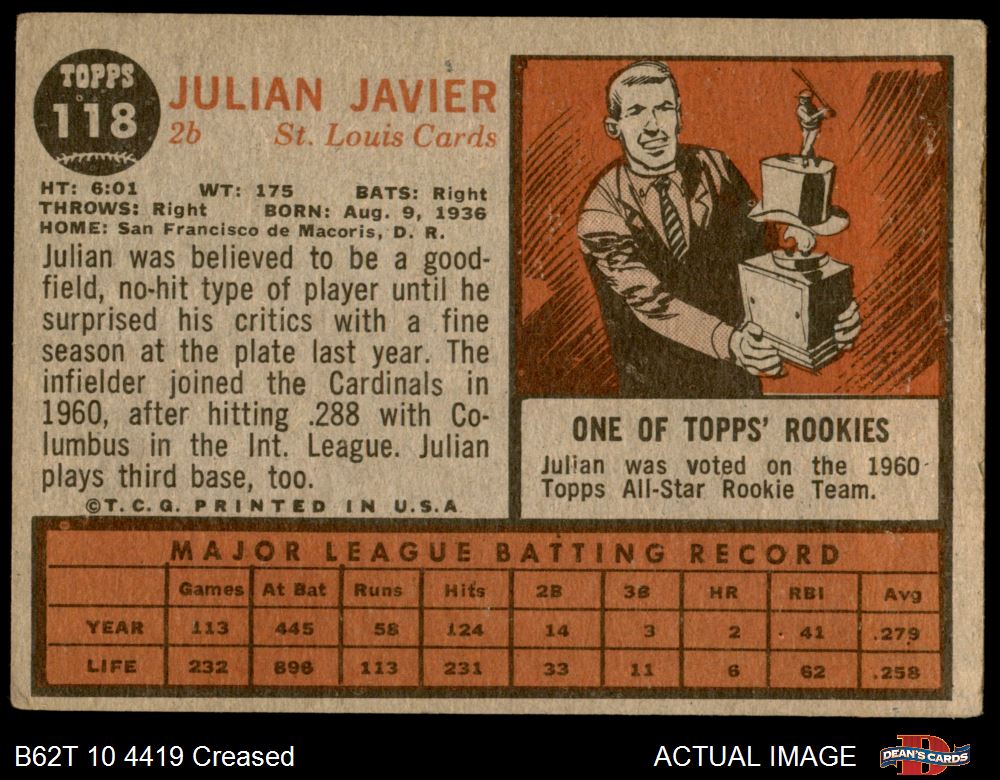 TOPPS
118
JULIAN JAVIER
2b St. Louis Cards
HT: 6:01 WT: 175 BATS: Right
THROWS: Right BORN: Aug. 9, 1936
HOME: San Francisco de Macoris, D. R.
Julian was believed to be a good-
field, no-hit type of player until he
surprised his critics with a fine
season at the plate last year. The
infielder joined the Cardinals in
1960, after hitting .288 with Co-
lumbus in the Int. League. Julian
plays third base, too.
©T.C.G. PRINTED IN U.S.A
ONE OF TOPPS' ROOKIES
Julian was voted on the 1960
Topps All-Star Rookie Team.
MAJOR LEAGUE BATTING RECORD
Games At Bat Runs Hits 2B 3B HR RBI Avg
YEAR 113 445 58 124 14 3 2 41 .279
LIFE 232 896 113 231 33 11 6 62 .258
B62T 10 4419 Creased
ACTUAL IMAGE
DEAN'S CARDS